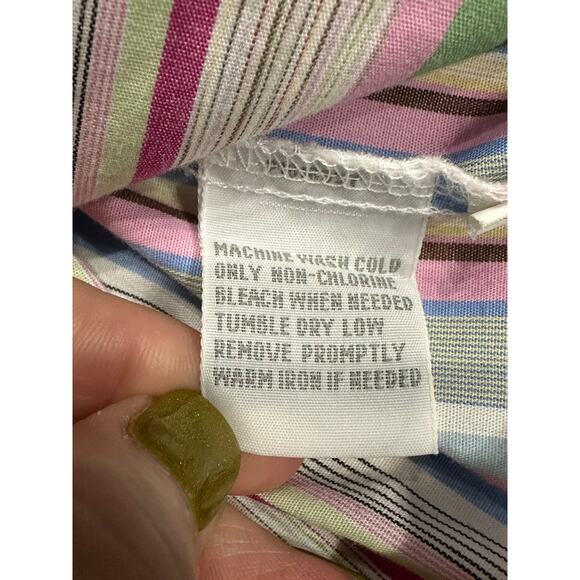 MACHINE WASH COLD
ONLY NON-CHLORINE
BLEACH WHEN NEEDED
TUMBLE DRY LOW
REMOVE PROMPTLY
WARM IRON IF NEEDED